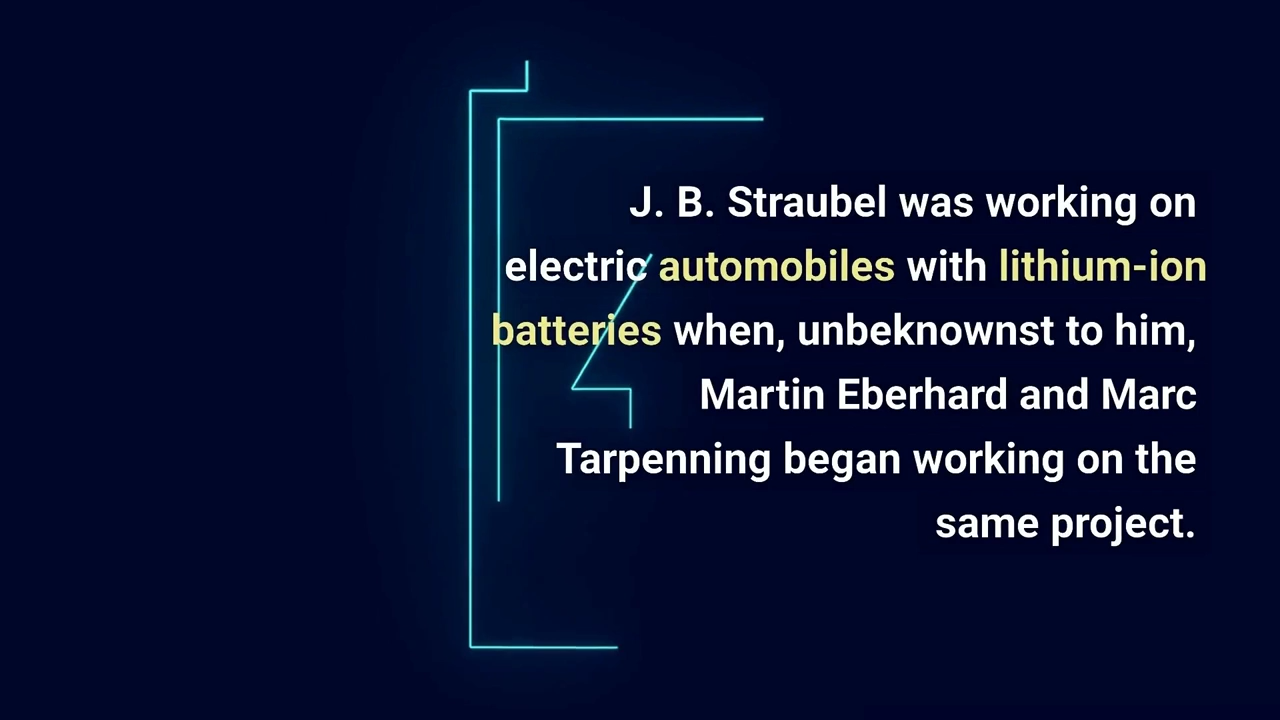 J. B. Straubel was working on
electric automobiles with lithium-ion
batteries when, unbeknownst to him,
Martin Eberhard and Marc
Tarpenning began working on the
same project.